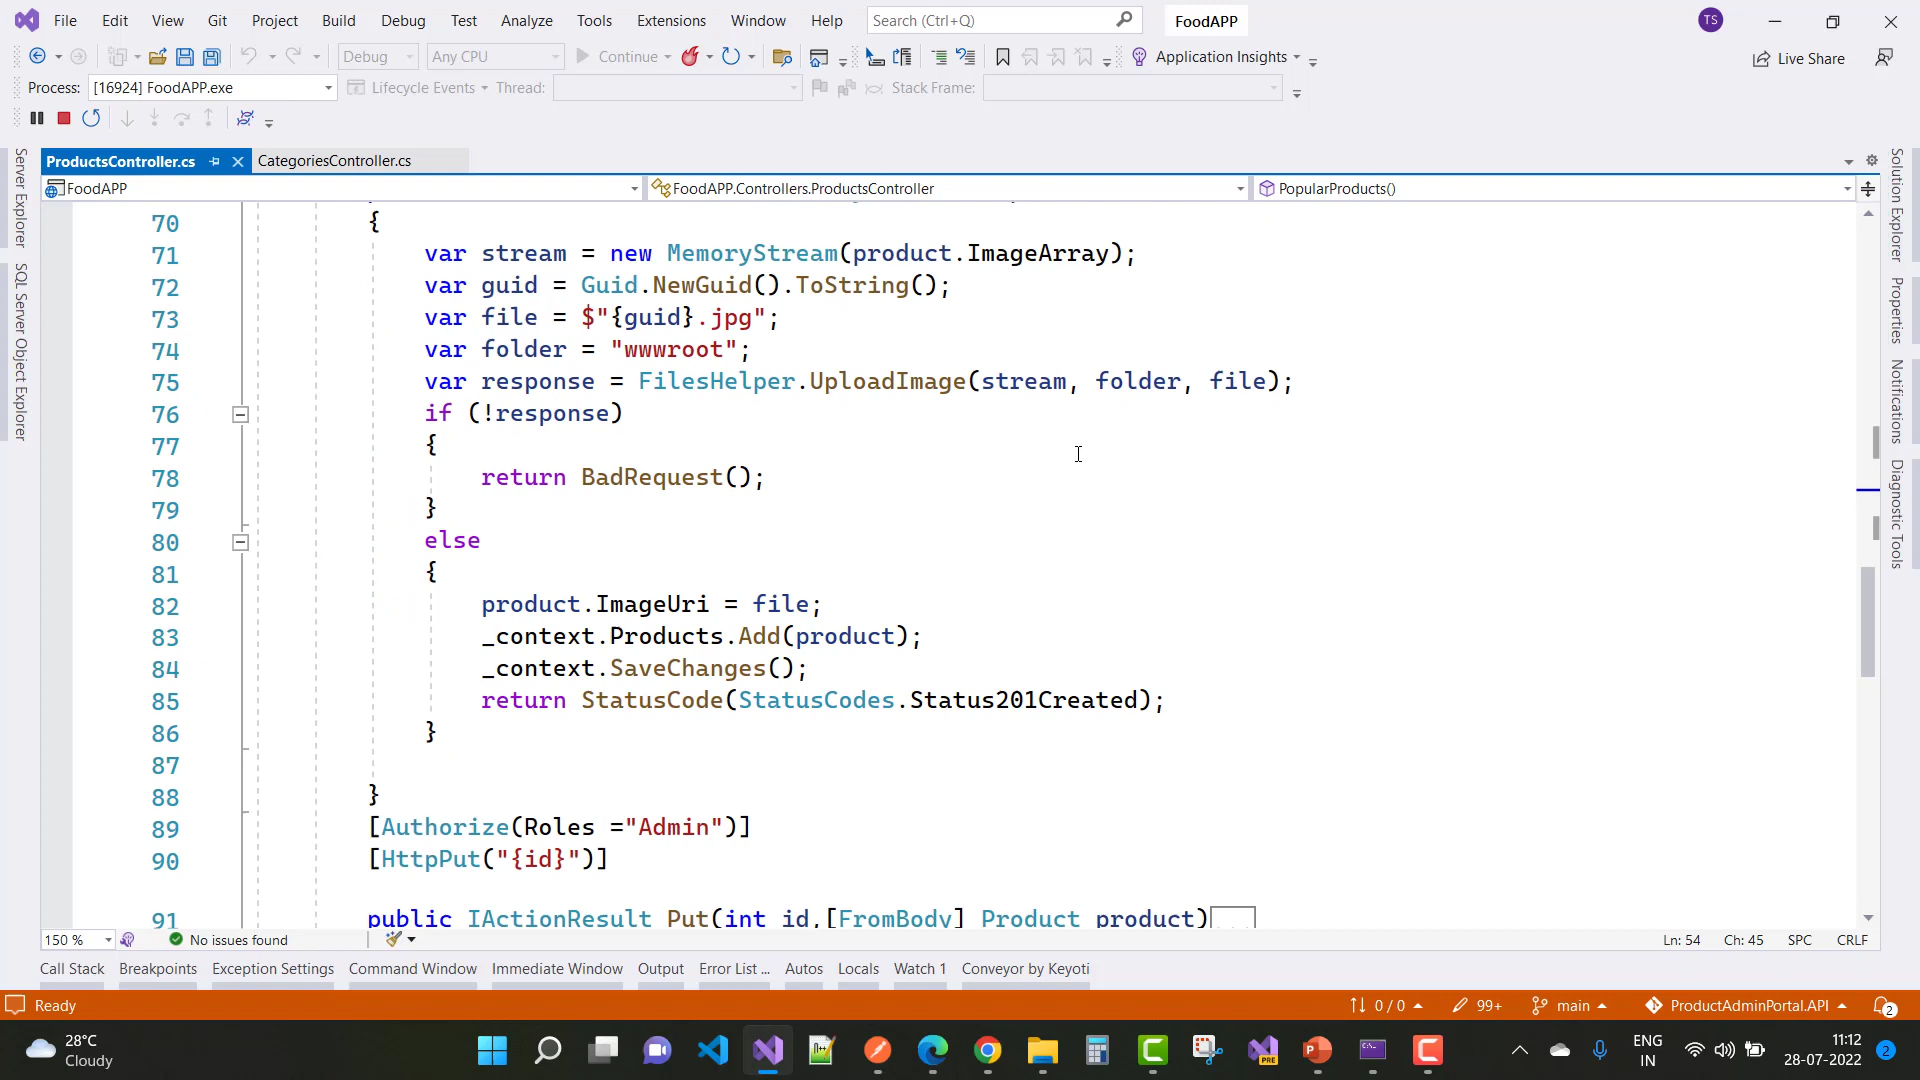 File Edit View Git Project Build Debug Test Analyze Tools Extensions Window Help Search (Ctrl+Q) FoodAPP TS
Debug Any CPU Continue Application Insights Live Share
Process: [16924] FoodAPP.exe Lifecycle Events Thread: Stack Frame:
ProductsController.cs CategoriesController.cs
FoodAPP FoodAPP.Controllers.ProductsController PopularProducts()
Server Explorer
SQL Server Object Explorer
70 {
71 var stream = new MemoryStream(product.ImageArray);
72 var guid = Guid.NewGuid().ToString();
73 var file = $"{guid}.jpg";
74 var folder = "wwwroot";
75 var response = FilesHelper.UploadImage(stream, folder, file);
76 if (!response)
77 {
78 return BadRequest();
79 }
80 else
81 {
82 product.ImageUri = file;
83 _context.Products.Add(product);
84 _context.SaveChanges();
85 return StatusCode(StatusCodes.Status201Created);
86 }
87
88 }
89 [Authorize(Roles ="Admin")]
90 [HttpPut("{id}")]
91 public IActionResult Put(int id,[FromBody] Product product)...
Solution Explorer
Properties
Notifications
Diagnostic Tools
150 % No issues found Ln: 54 Ch: 45 SPC CRLF
Call Stack Breakpoints Exception Settings Command Window Immediate Window Output Error List ... Autos Locals Watch 1 Conveyor by Keyoti
Ready 0 / 0 99+ main ProductAdminPortal.API 2
28°C
Cloudy
PRE
ENG
IN
11:12
28-07-2022
2